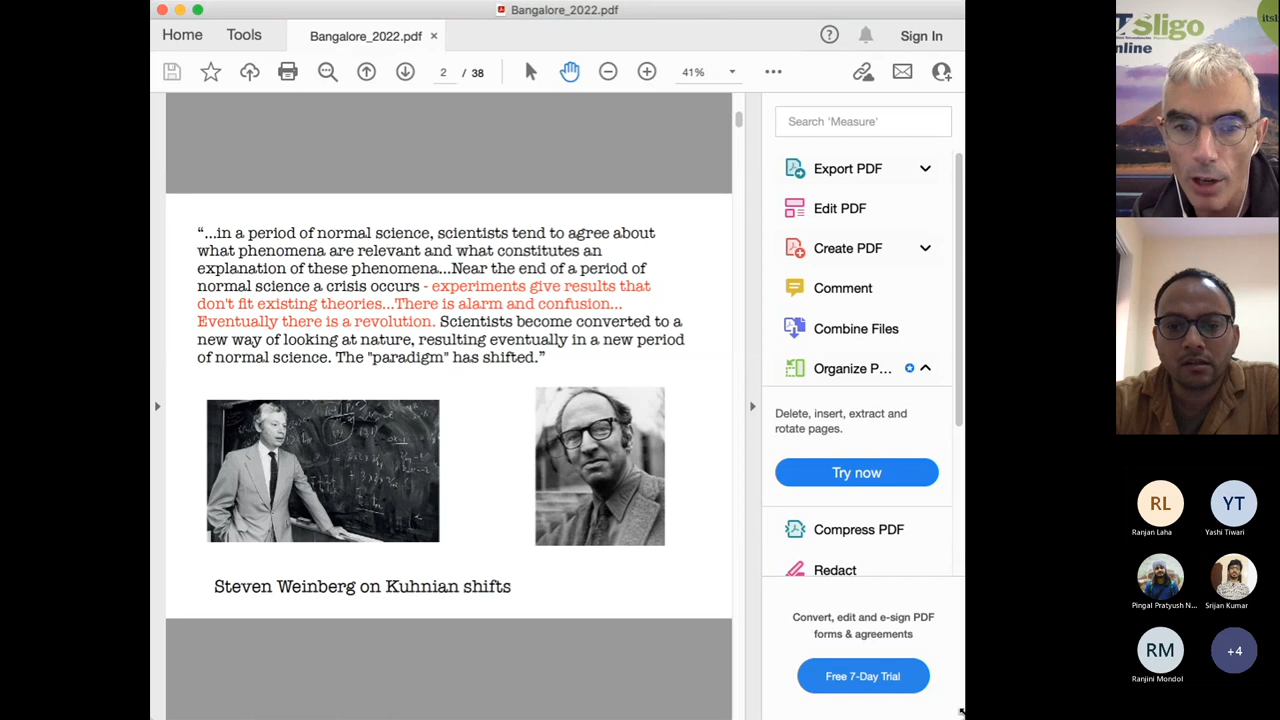 Bangalore_2022.pdf
Home
Tools
Bangalore_2022.pdf ×
Sign In
2 / 38
41%
Search 'Measure'
Export PDF
Edit PDF
Create PDF
Comment
Combine Files
Organize P...
Delete, insert, extract and
rotate pages.
Try now
Compress PDF
Redact
Convert, edit and e-sign PDF
forms & agreements
Free 7-Day Trial
“...in a period of normal science, scientists tend to agree about
what phenomena are relevant and what constitutes an
explanation of these phenomena...Near the end of a period of
normal science a crisis occurs - experiments give results that
don't fit existing theories...There is alarm and confusion...
Eventually there is a revolution. Scientists become converted to a
new way of looking at nature, resulting eventually in a new period
of normal science. The "paradigm" has shifted.”
Steven Weinberg on Kuhnian shifts
Sligo
nline
itsl
RL
Ranjan Laha
YT
Yashi Tiwari
Pingal Pratyush N...
Srijan Kumar
RM
Ranjini Mondol
+4